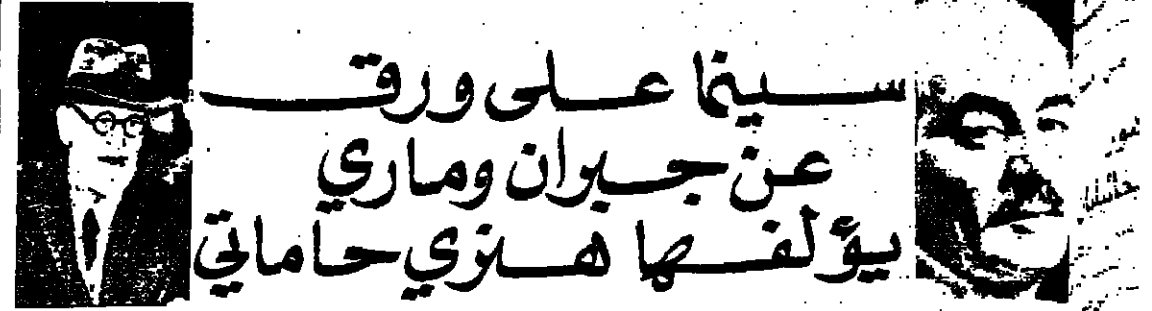 سينما على ورق
عن جبران وماري
يؤلفها هنري حاماتي